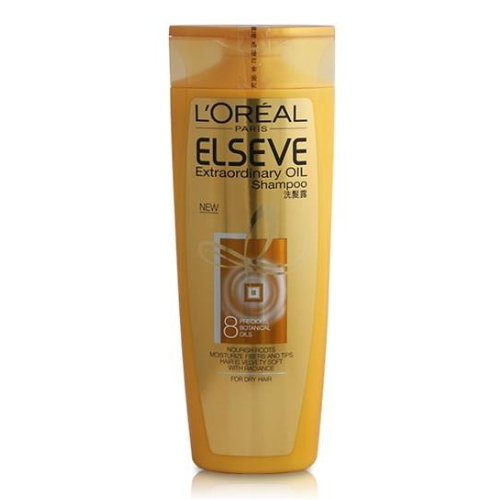 L'ORÉAL
PARIS
ELSEVE
Extraordinary OIL
Shampoo
洗髮露
NEW
8 PRECIOUS
BOTANICAL
OILS
NOURISH ROOTS
MOISTURIZE FIBERS AND TIPS
HAIR IS VELVETY SOFT
WITH RADIANCE
FOR DRY HAIR